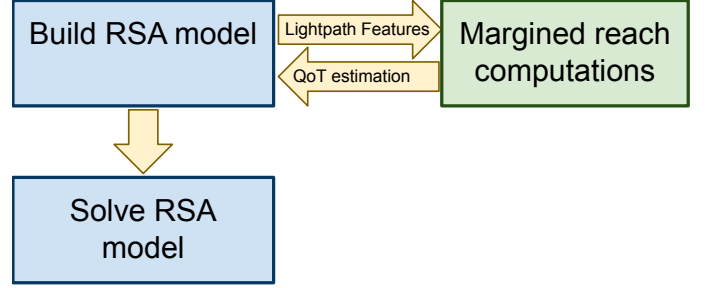 Build RSA model
Lightpath Features
QoT estimation
Margined reach
computations
Solve RSA
model